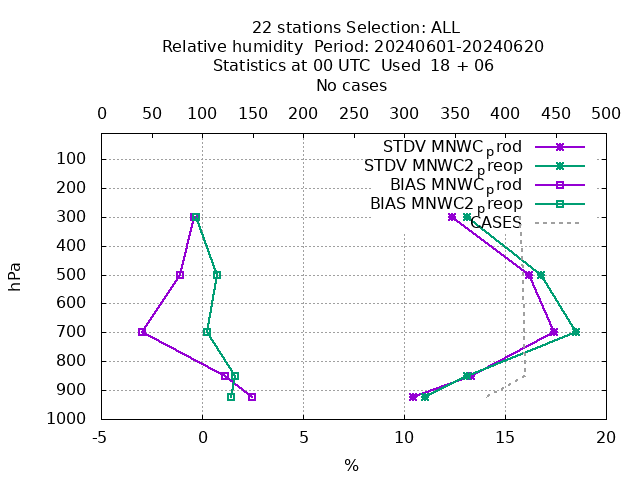 22 stations Selection: ALL
Relative humidity  Period: 20240601-20240620
Statistics at 00 UTC  Used  18 + 06
No cases
0 50 100 150 200 250 300 350 400 450 500
STDV MNWC_prod
STDV MNWC2_preop
BIAS MNWC_prod
BIAS MNWC2_preop
CASES
100
200
300
400
500
600
700
800
900
1000
hPa
-5 0 5 10 15 20
%